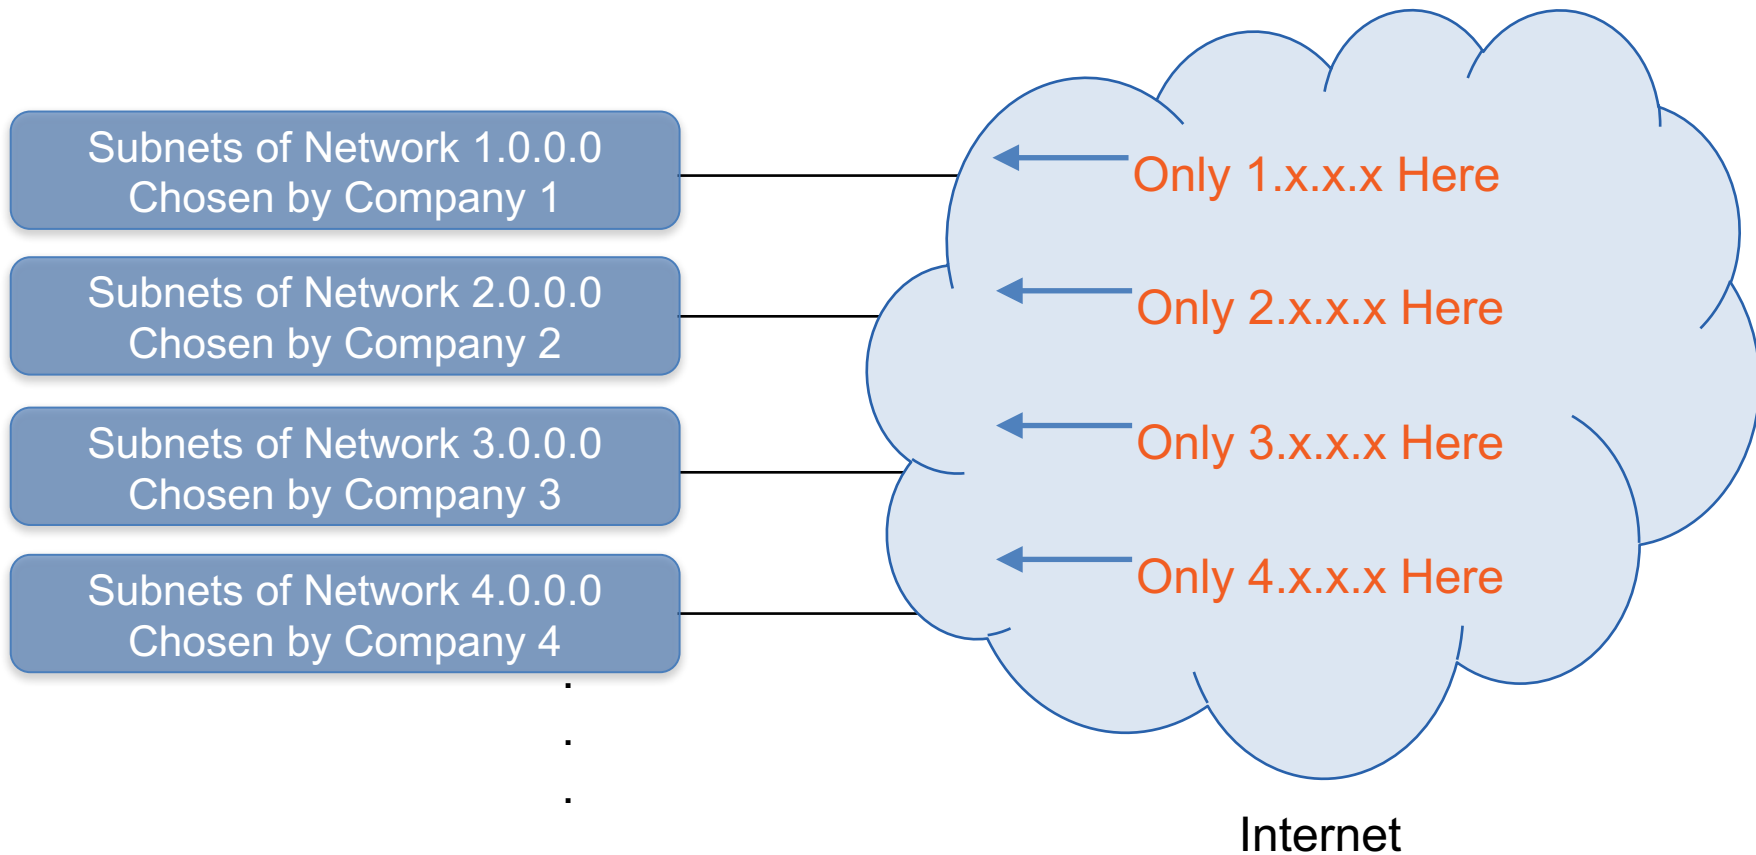 Subnets of Network 1.0.0.0
Chosen by Company 1
Only 1.x.x.x Here
Subnets of Network 2.0.0.0
Chosen by Company 2
Only 2.x.x.x Here
Subnets of Network 3.0.0.0
Chosen by Company 3
Only 3.x.x.x Here
Subnets of Network 4.0.0.0
Chosen by Company 4
Only 4.x.x.x Here
.
.
.
Internet